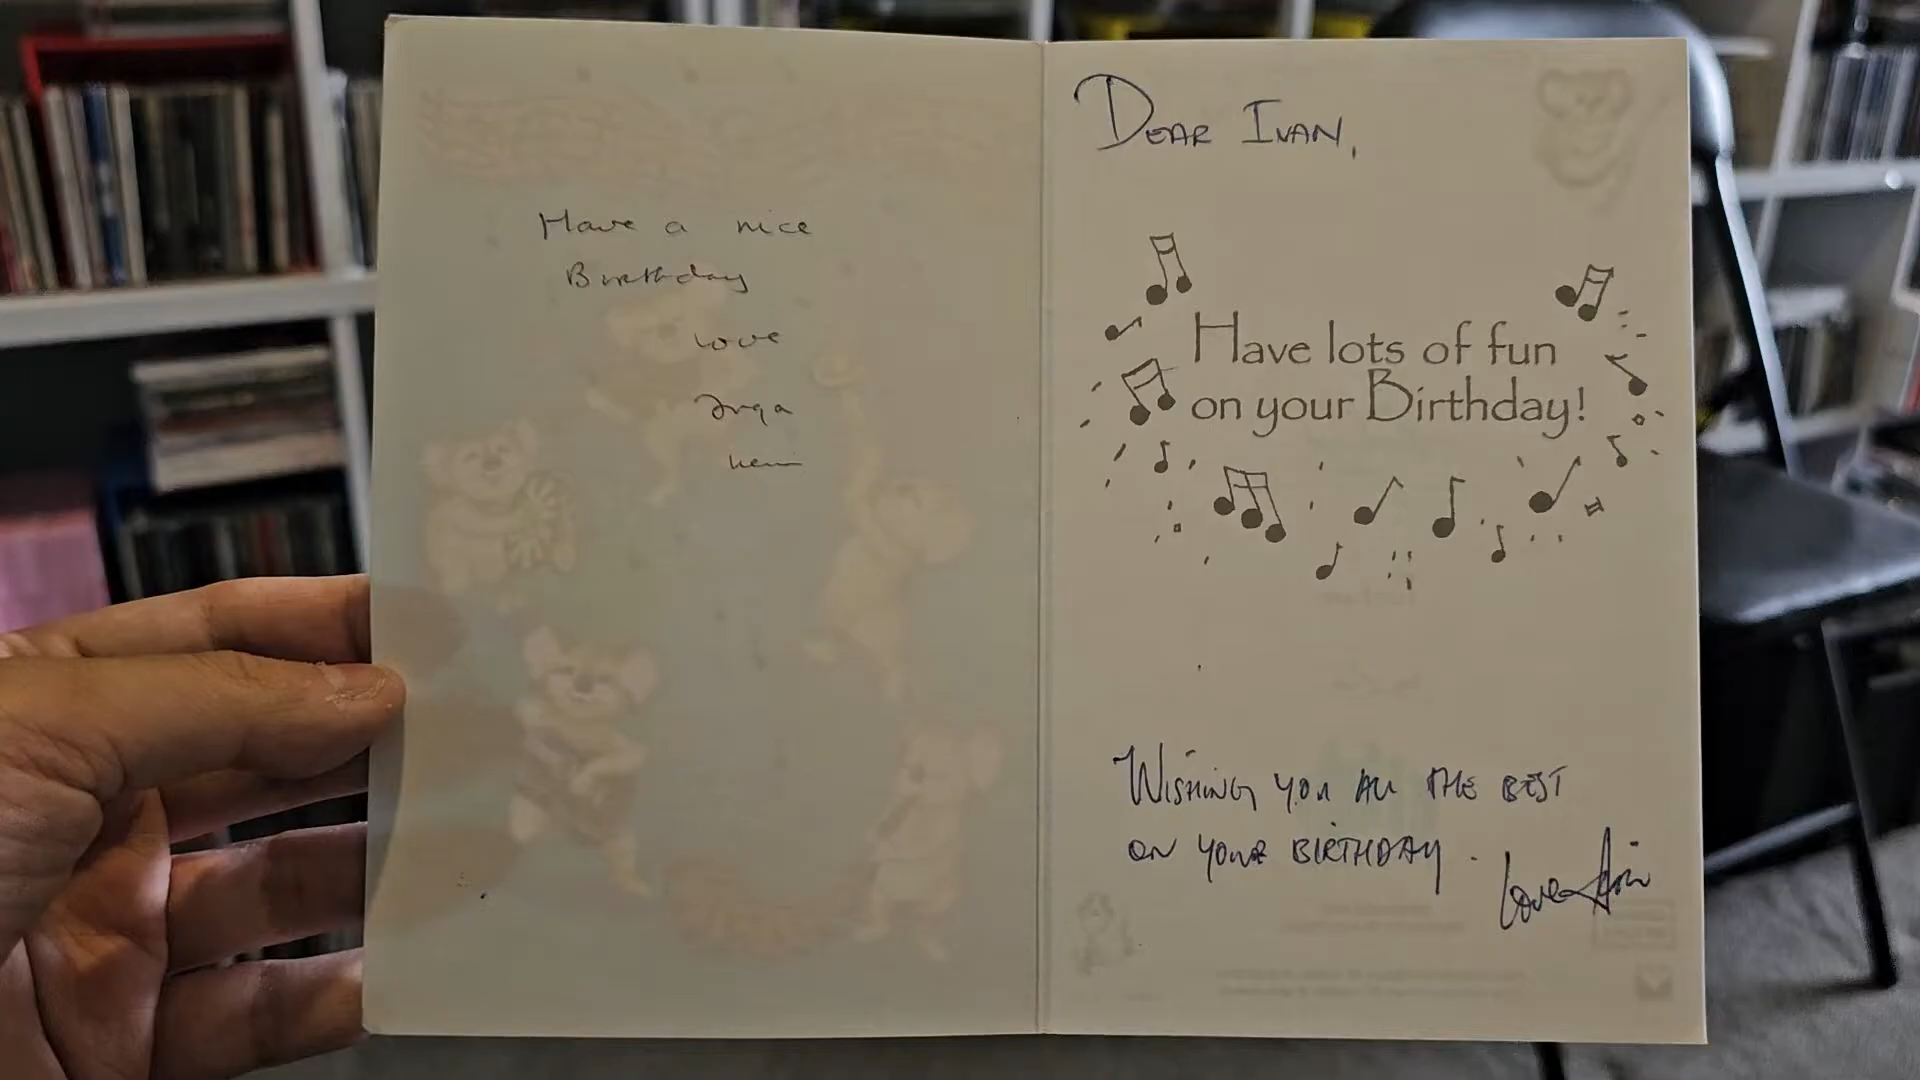 Have a nice
Birthday
love
DEAR IVAN,
Have lots of fun
on your Birthday!
WISHING YOU ALL THE BEST
ON YOUR BIRTHDAY.
Love